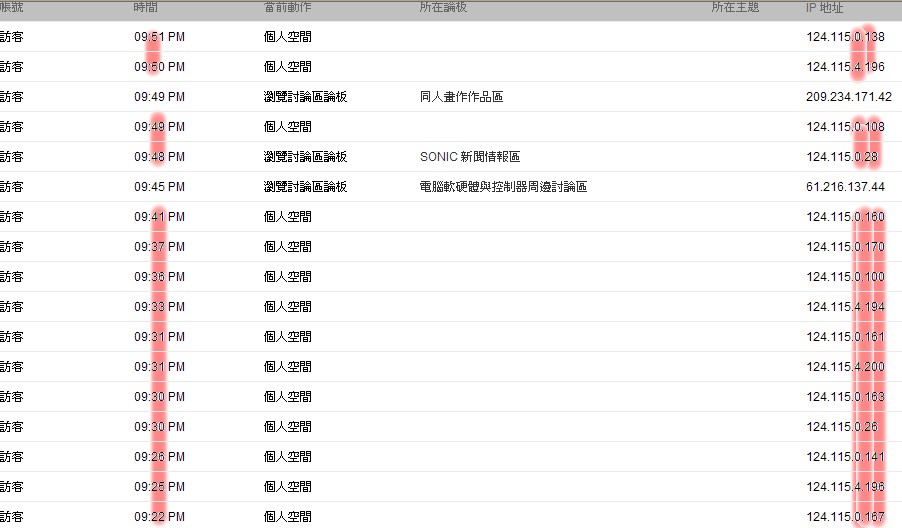 帳號 時間 當前動作 所在論板 所在主題 IP 地址
訪客 09:51 PM 個人空間 124.115.0.138
訪客 09:50 PM 個人空間 124.115.4.196
訪客 09:49 PM 瀏覽討論區論板 同人畫作作品區 209.234.171.42
訪客 09:49 PM 個人空間 124.115.0.108
訪客 09:48 PM 瀏覽討論區論板 SONIC 新聞情報區 124.115.0.28
訪客 09:45 PM 瀏覽討論區論板 電腦軟硬體與控制器周邊討論區 61.216.137.44
訪客 09:41 PM 個人空間 124.115.0.160
訪客 09:37 PM 個人空間 124.115.0.170
訪客 09:36 PM 個人空間 124.115.0.100
訪客 09:33 PM 個人空間 124.115.4.194
訪客 09:31 PM 個人空間 124.115.0.161
訪客 09:31 PM 個人空間 124.115.4.200
訪客 09:30 PM 個人空間 124.115.0.163
訪客 09:30 PM 個人空間 124.115.0.26
訪客 09:26 PM 個人空間 124.115.0.141
訪客 09:25 PM 個人空間 124.115.4.196
訪客 09:22 PM 個人空間 124.115.0.167